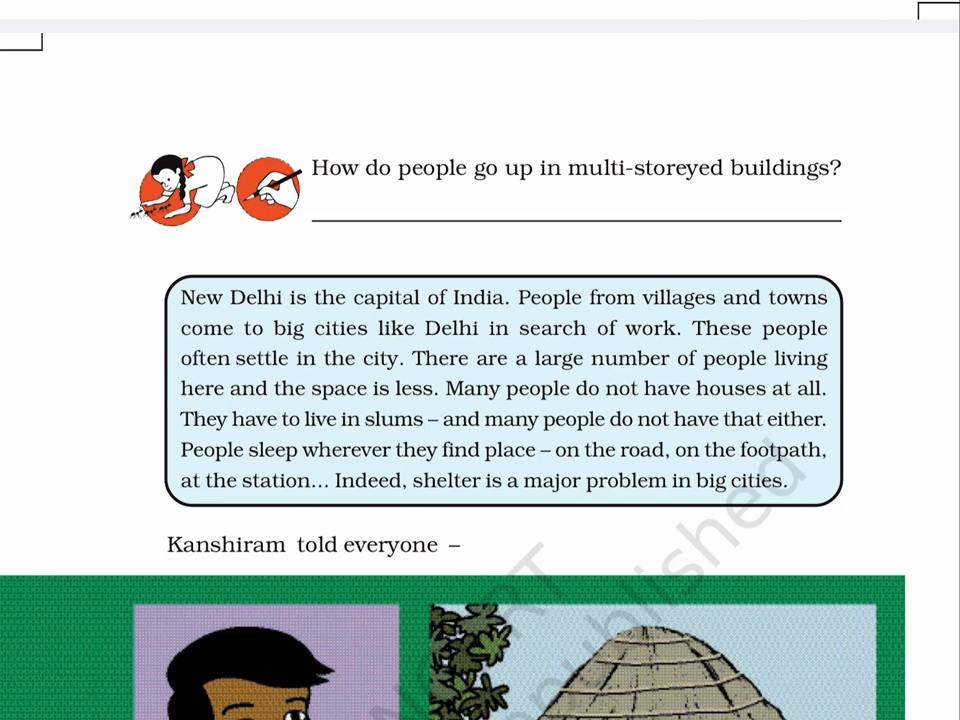 How do people go up in multi-storeyed buildings?
New Delhi is the capital of India. People from villages and towns
come to big cities like Delhi in search of work. These people
often settle in the city. There are a large number of people living
here and the space is less. Many people do not have houses at all.
They have to live in slums – and many people do not have that either.
People sleep wherever they find place – on the road, on the footpath,
at the station... Indeed, shelter is a major problem in big cities.
Kanshiram told everyone –